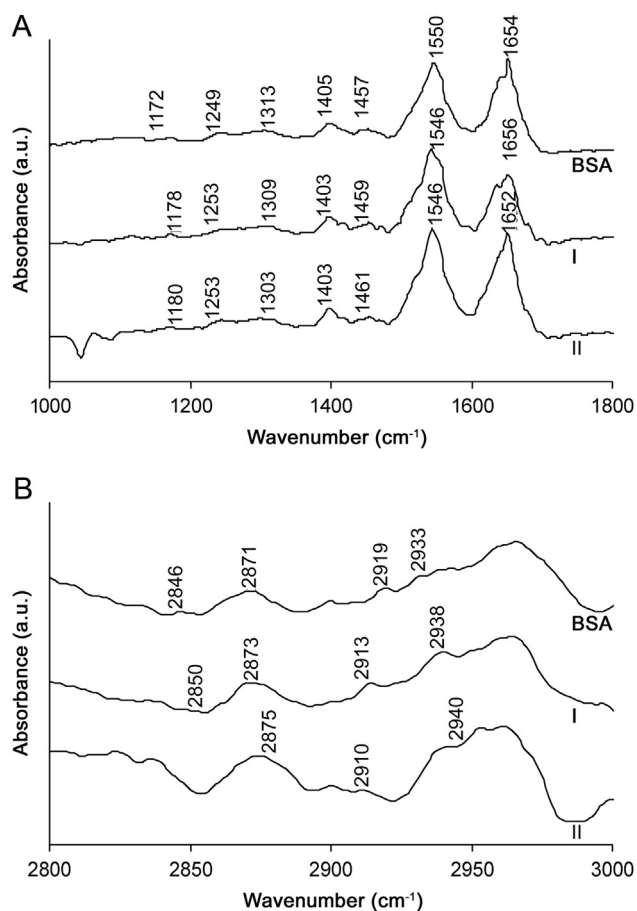 A
Absorbance (a.u.)
1172
1249
1313
1405
1457
1550
1654
BSA
1178
1253
1309
1403
1459
1546
1656
I
1180
1253
1303
1403
1461
1546
1652
II
1000 1200 1400 1600 1800
Wavenumber (cm⁻¹)
B
Absorbance (a.u.)
2846
2871
2919
2933
BSA
2850
2873
2913
2938
I
2875
2910
2940
II
2800 2850 2900 2950 3000
Wavenumber (cm⁻¹)